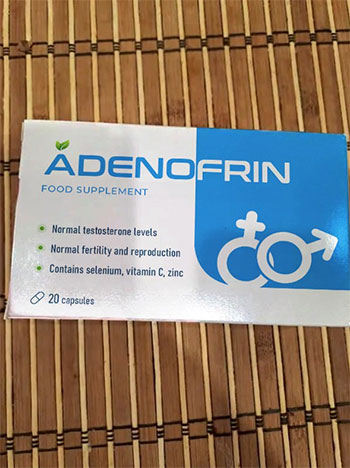 ADENOFRIN
FOOD SUPPLEMENT
Normal testosterone levels
Normal fertility and reproduction
Contains selenium, vitamin C, zinc
20 capsules